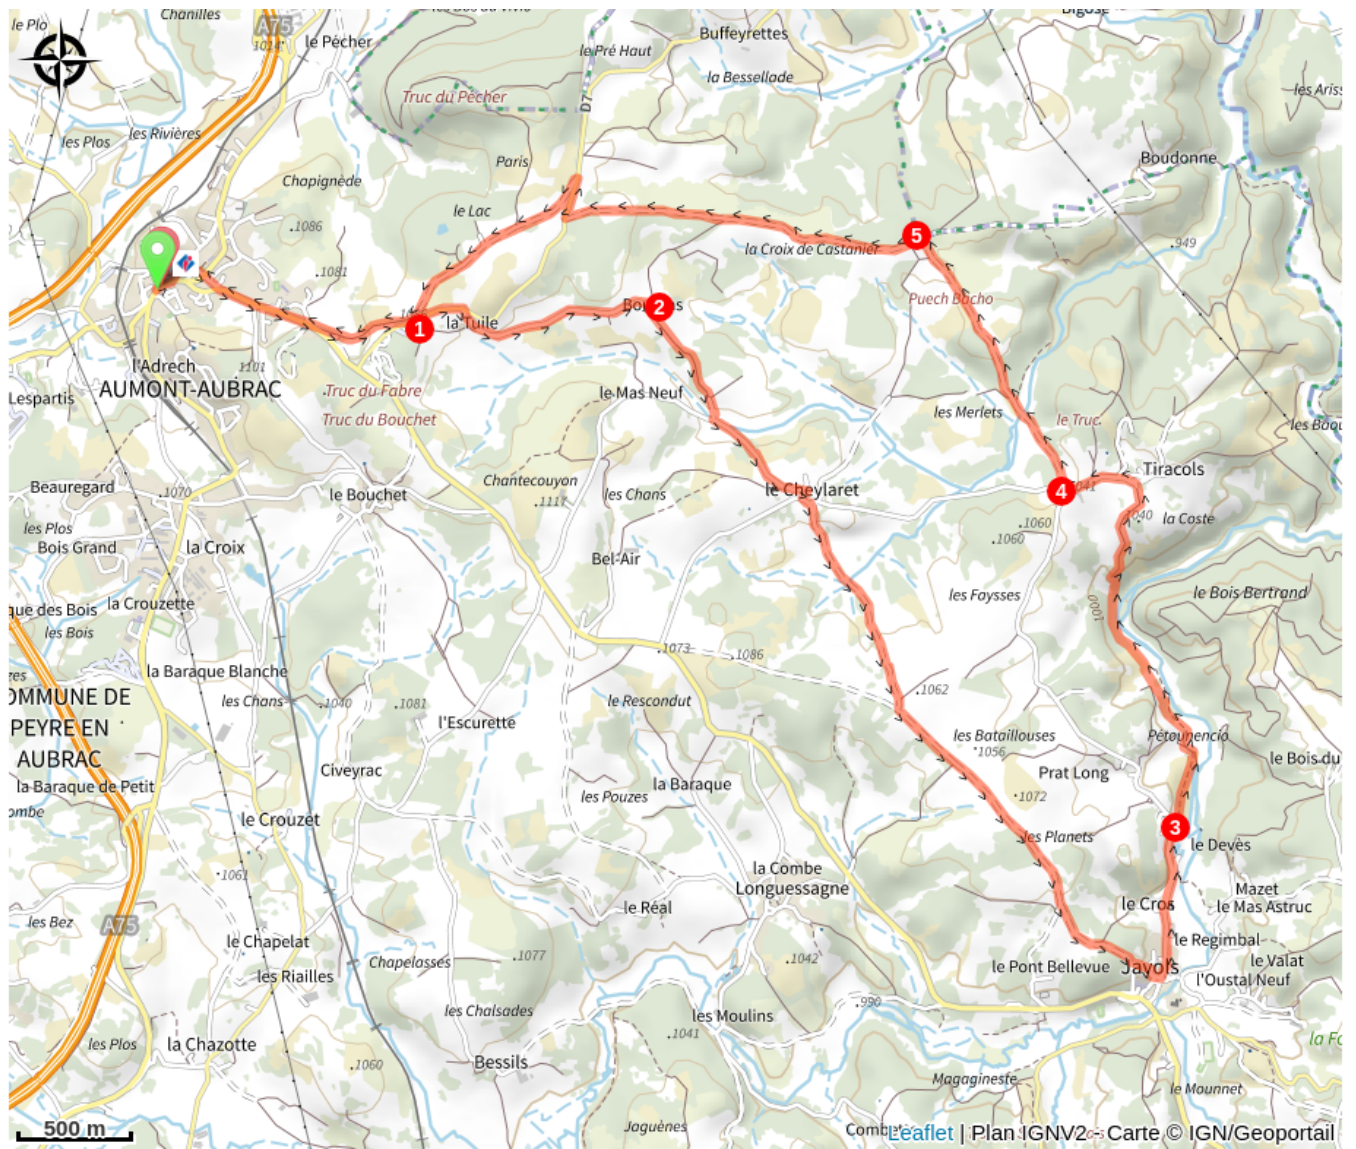 le Plo
Chanilles
A75
1014
le Pécher
les Plos
les Rivières
le Pré Haut
Buffeyrettes
la Bessellade
Truc du Pécher
D7
Paris
Chapignède
le Lac
.1086
.1081
la Croix de Castanier
5
Boudonne
.949
Puech Bacho
2
1
la Tuile
l'Adrech
1101
AUMONT-AUBRAC
Lespartis
Truc du Fabre
Truc du Bouchet
le Mas Neuf
les Merlets
le Truc
Tiracols
Beauregard
.1070
le Bouchet
Chantecouyon
.1117
les Chans
le Cheylaret
4
la Coste
les Plos
Bois Grand
la Croix
Bel-Air
.1060
.1060
que des Bois
la Crouzette
les Bois
les Faysses
1000
le Bois Bertrand
.1073
.1086
la Baraque Blanche
OMMUNE DE
PEYRE EN
AUBRAC
les Chans
.1040
.1081
l'Escurette
le Rescondut
.1062
les Bataillouses
.1056
Pétounencio
le Bois du
la Baraque de Petit
Civeyrac
les Pouzes
la Baraque
Prat Long
.1072
ombe
le Crouzet
les Planets
3
le Devès
.1061
la Combe
Longuessagne
Mazet
le Mas Astruc
les Bez
A75
le Réal
le Cros
le Chapelat
les Riailles
Chapelasses
.1077
.1042
le Pont Bellevue
Javols
le Regimbal
le Valat
l'Oustal Neuf
les Chalsades
.990
les Moulins
les Plos
la Chazotte
.1060
Bessils
.1041
Jaquènes
Magagineste
le Mounnet
500 m
Leaflet | Plan IGNV2 - Carte © IGN/Geoportail